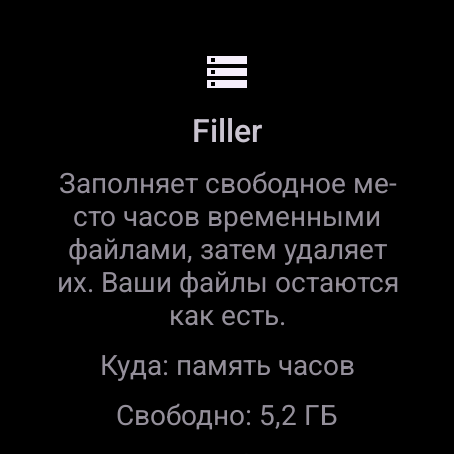 Filler
Заполняет свободное ме-
сто часов временными
файлами, затем удаляет
их. Ваши файлы остаются
как есть.
Куда: память часов
Свободно: 5,2 ГБ